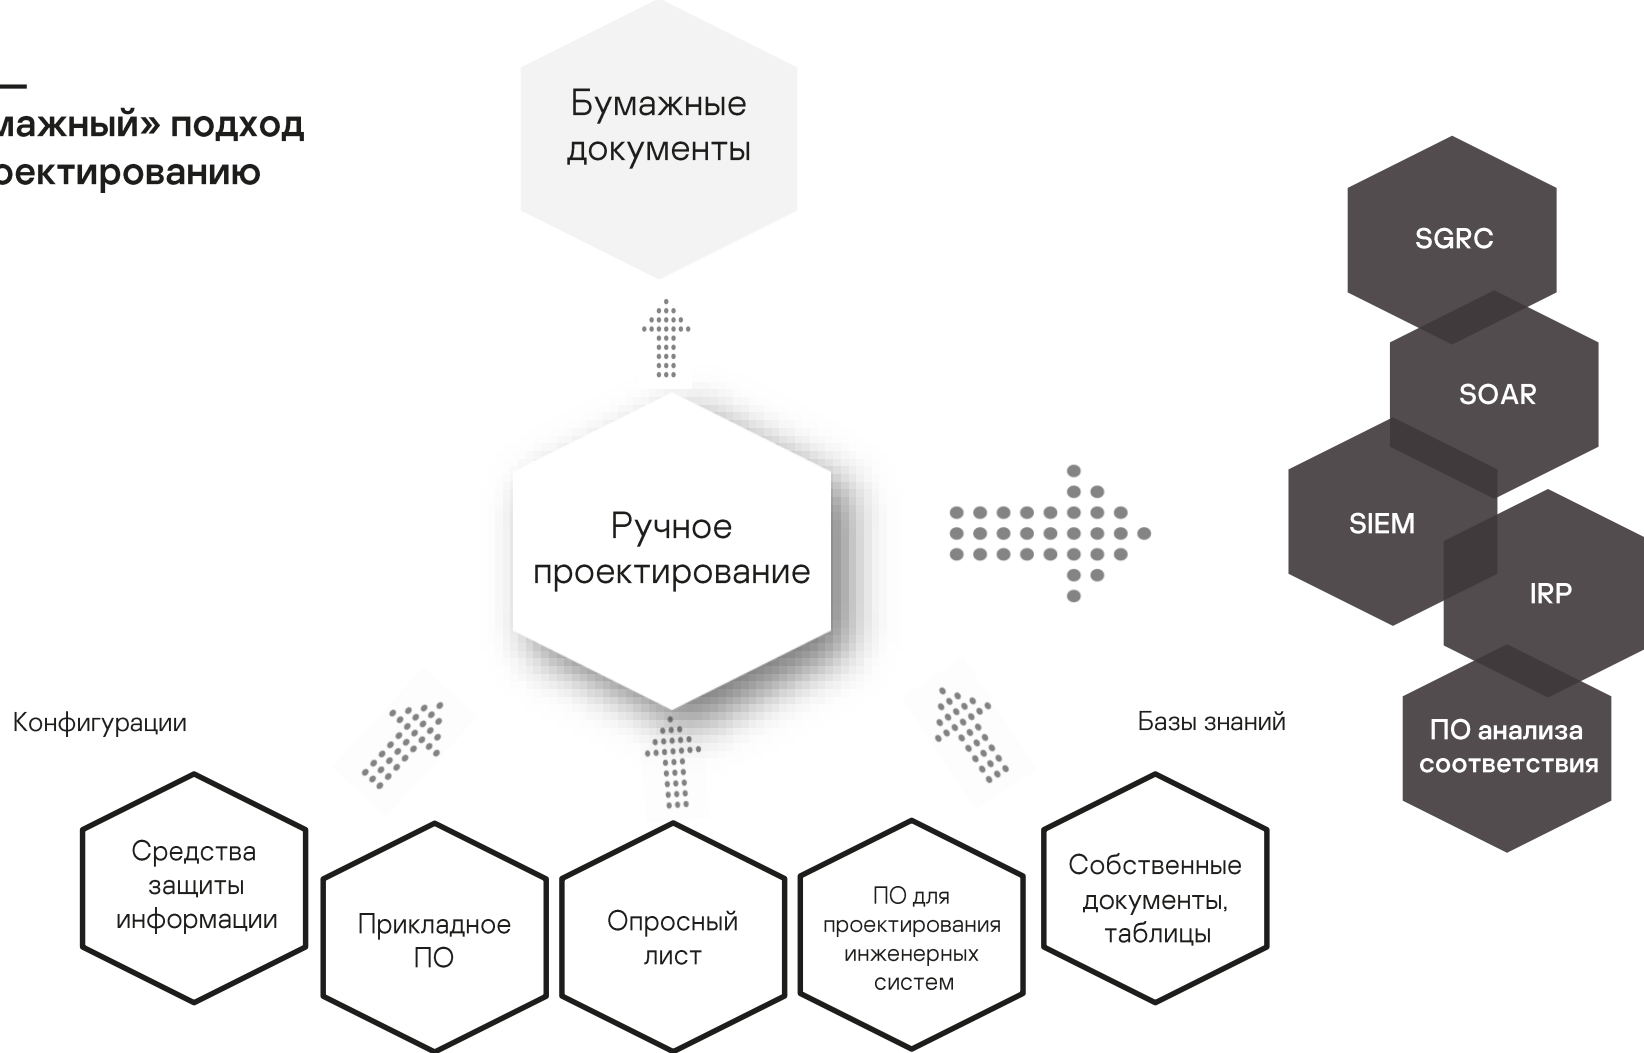 мажный» подход
роектированию
Бумажные
документы
SGRC
SOAR
SIEM
IRP
ПО анализа
соответствия
Ручное
проектирование
Конфигурации
Базы знаний
Средства
защиты
информации
Прикладное
ПО
Опросный
лист
ПО для
проектирования
инженерных
систем
Собственные
документы,
таблицы